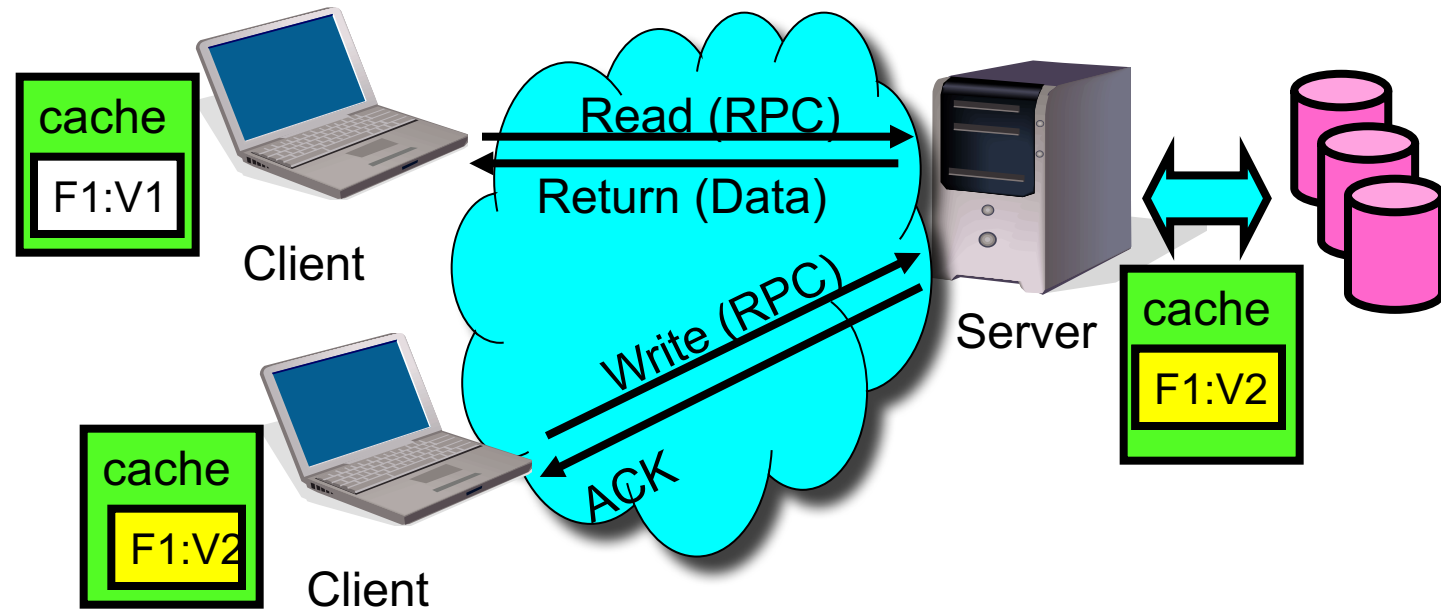 cache
F1:V1
Client
Read (RPC)
Return (Data)
Write (RPC)
ACK
Server
cache
F1:V2
cache
F1:V2
Client